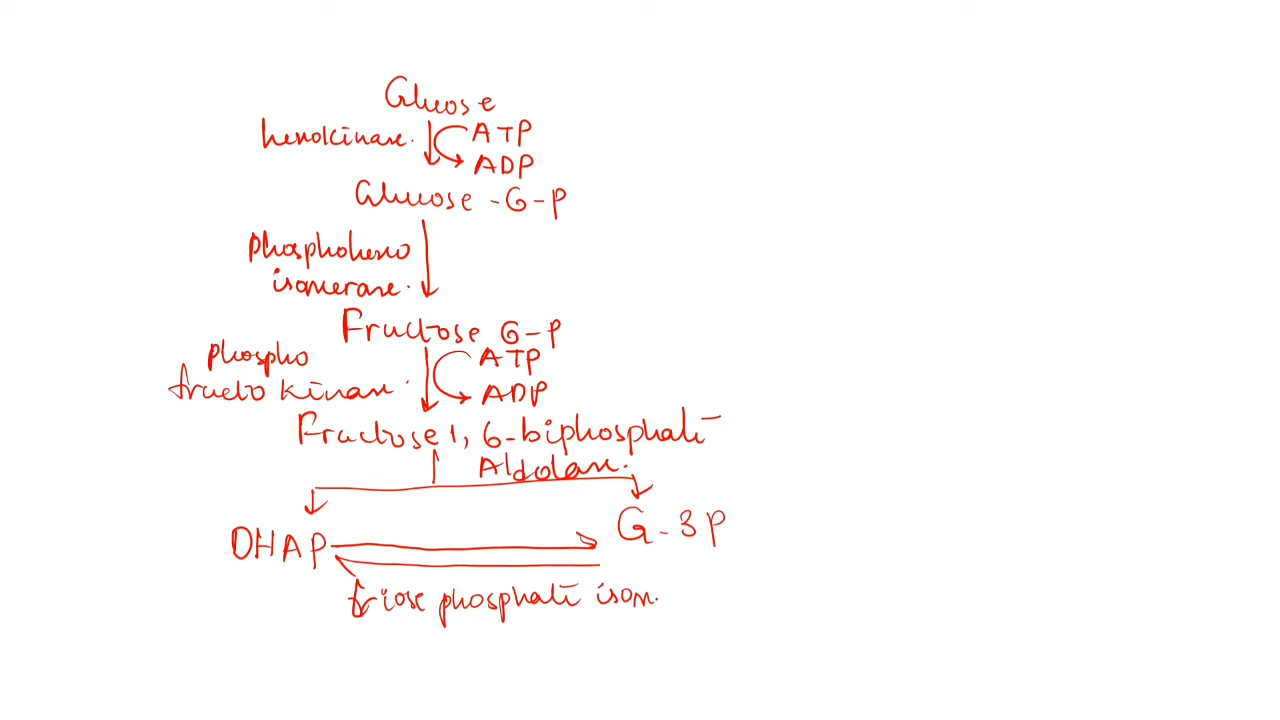 Glucose
hexokinase.
ATP
ADP
Glucose - 6 - P
phosphohexo
isomerase.
Fructose 6-P
phospho
fructo kinase.
ATP
ADP
Fructose 1, 6-biphosphate
Aldolase.
DHAP
G-3P
triose phosphate isom.